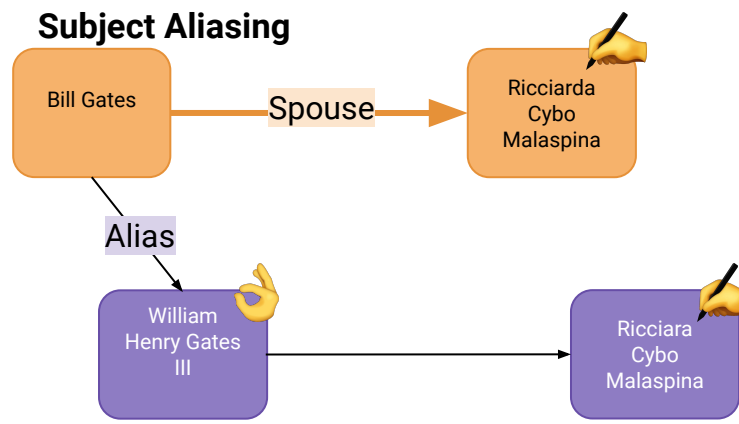 Subject Aliasing
Bill Gates
Spouse
Ricciarda
Cybo
Malaspina
Alias
William
Henry Gates
III
Ricciara
Cybo
Malaspina